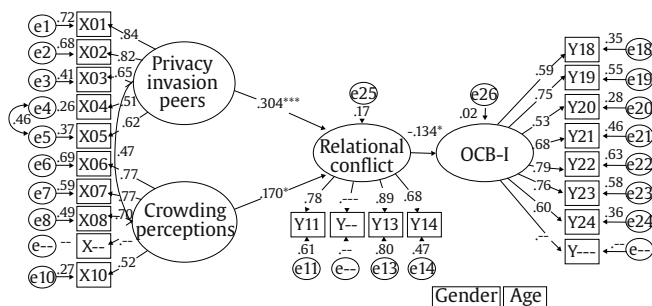 e1 .72 X01 .84
e2 .68 X02 .82
e3 .41 X03 .65
e4 .26 X04 .51
.46
e5 .37 X05 .62
e6 .69 X06 .77
.47
e7 .59 X07 .77
e8 .49 X08 .70
e-- -- X-- .--
e10 .27 X10 .52
Privacy
invasion
peers
Crowding
perceptions
.304***
.170*
e25
.17
Relational
conflict
-.134*
e26
.02
OCB-I
.78 .--- .89 .68
Y11 Y-- Y13 Y14
.61 .-- .80 .47
e11 e-- e13 e14
.59 Y18 .35 e18
.75 Y19 .55 e19
.53 Y20 .28 e20
.68 Y21 .46 e21
.79 Y22 .63 e22
.76 Y23 .58 e23
.60 Y24 .36 e24
.-- Y--- .-- e--
Gender Age